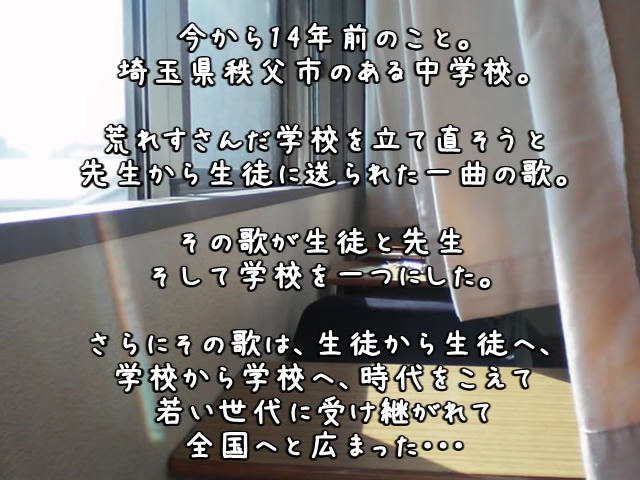 今から14年前のこと。
埼玉県秩父市のある中学校。
荒れすさんだ学校を立て直そうと
先生から生徒に送られた一曲の歌。
その歌が生徒と先生
そして学校を一つにした。
さらにその歌は、生徒から生徒へ、
学校から学校へ、時代をこえて
若い世代に受け継がれて
全国へと広まった・・・